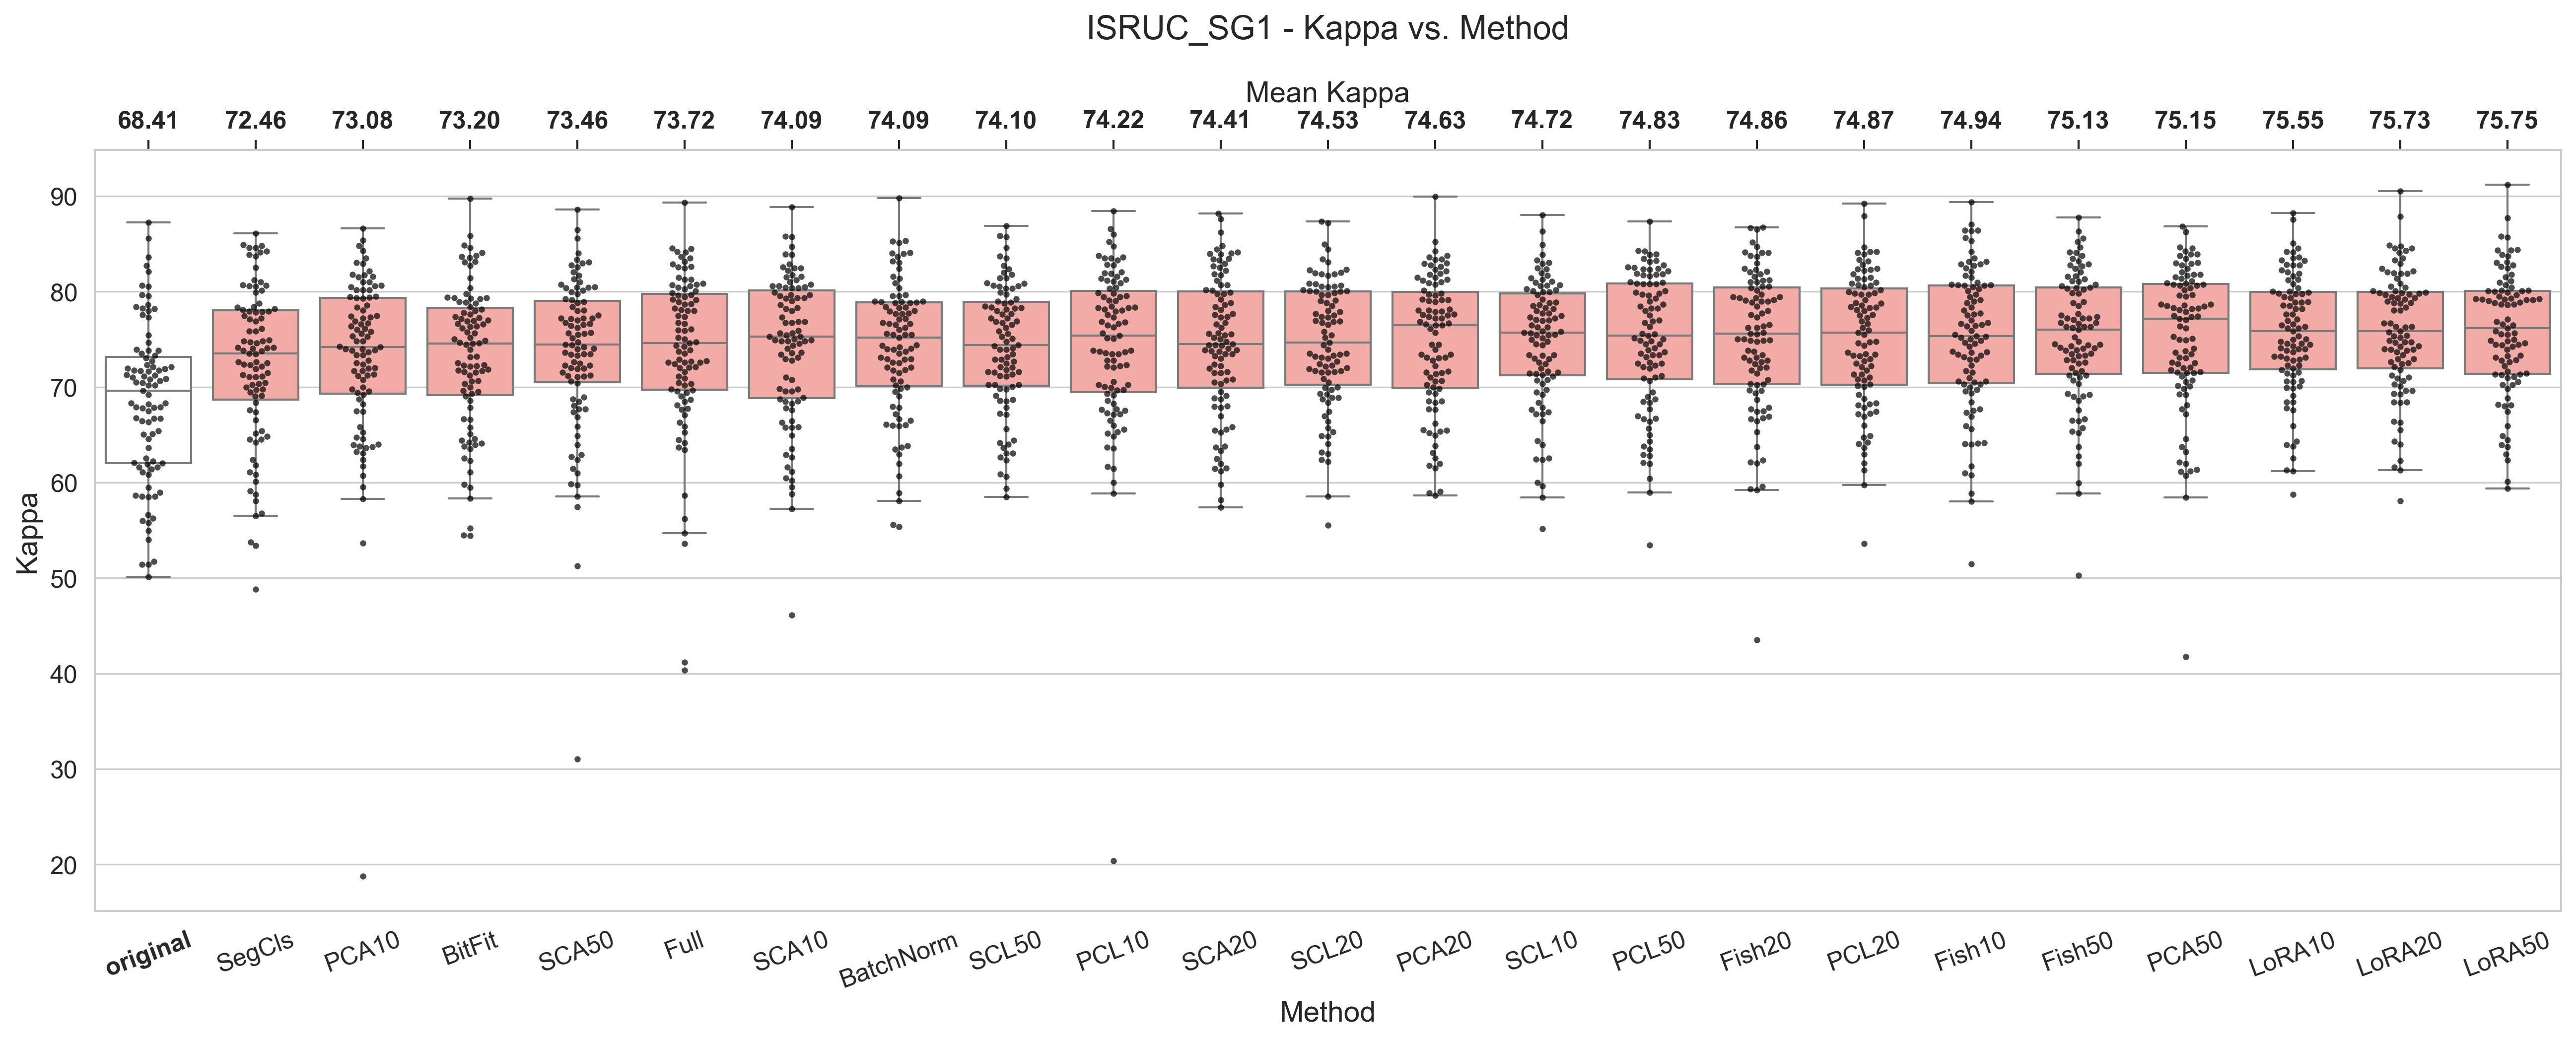 ISRUC_SG1 - Kappa vs. Method
Mean Kappa
68.41 72.46 73.08 73.20 73.46 73.72 74.09 74.09 74.10 74.22 74.41 74.53 74.63 74.72 74.83 74.86 74.87 74.94 75.13 75.15 75.55 75.73 75.75
Kappa
90
80
70
60
50
40
30
20
original SegCls PCA10 BitFit SCA50 Full SCA10 BatchNorm SCL50 PCL10 SCA20 SCL20 PCA20 SCL10 PCL50 Fish20 PCL20 Fish10 Fish50 PCA50 LoRA10 LoRA20 LoRA50
Method